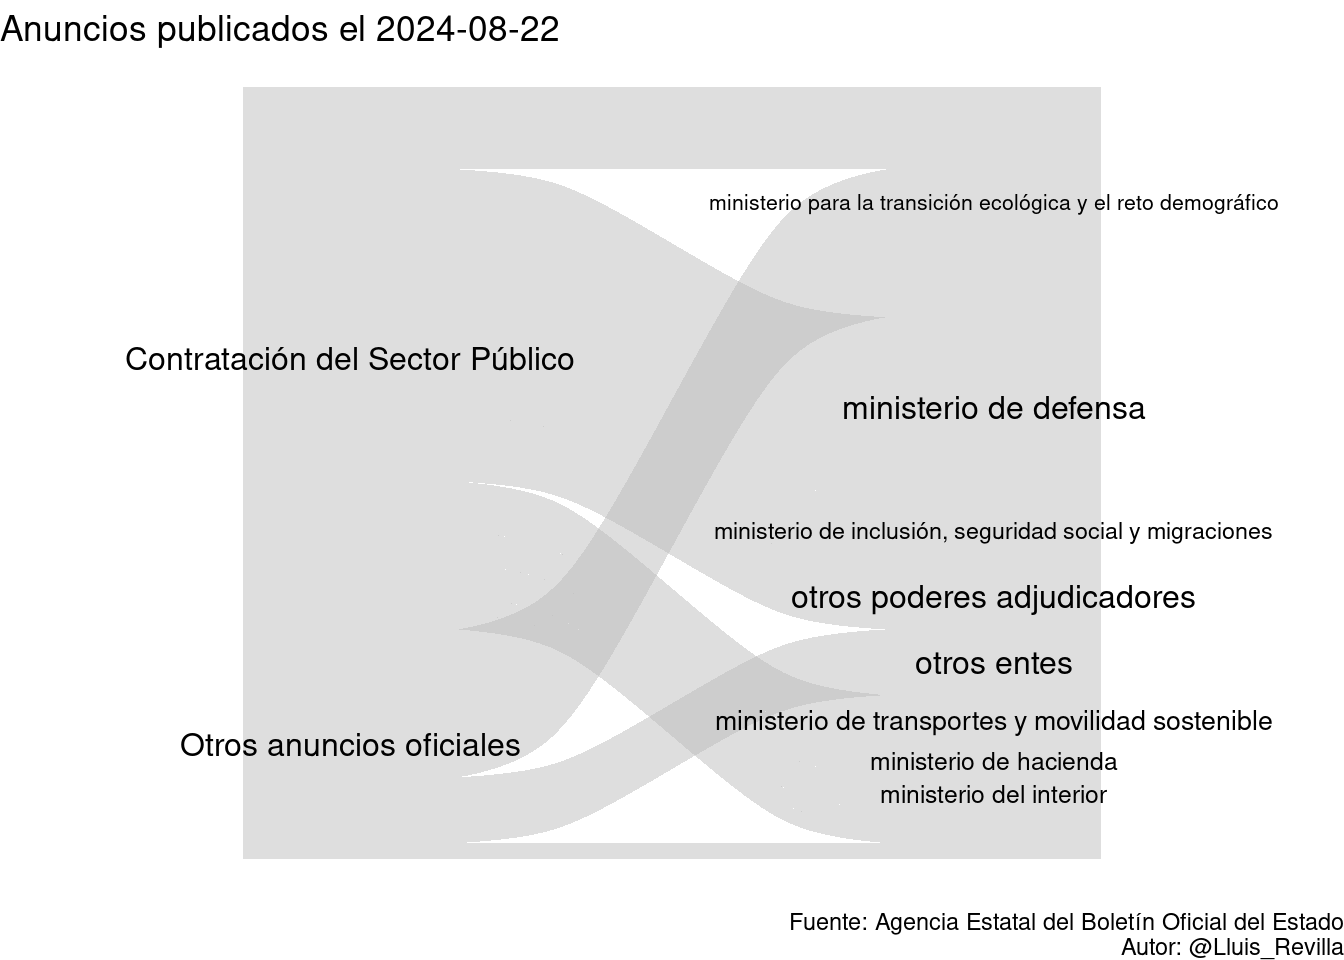 Anuncios publicados el 2024-08-22
ministerio para la transición ecológica y el reto demográfico
Contratación del Sector Público
ministerio de defensa
ministerio de inclusión, seguridad social y migraciones
otros poderes adjudicadores
otros entes
ministerio de transportes y movilidad sostenible
Otros anuncios oficiales
ministerio de hacienda
ministerio del interior
Fuente: Agencia Estatal del Boletín Oficial del Estado
Autor: @Lluis_Revilla